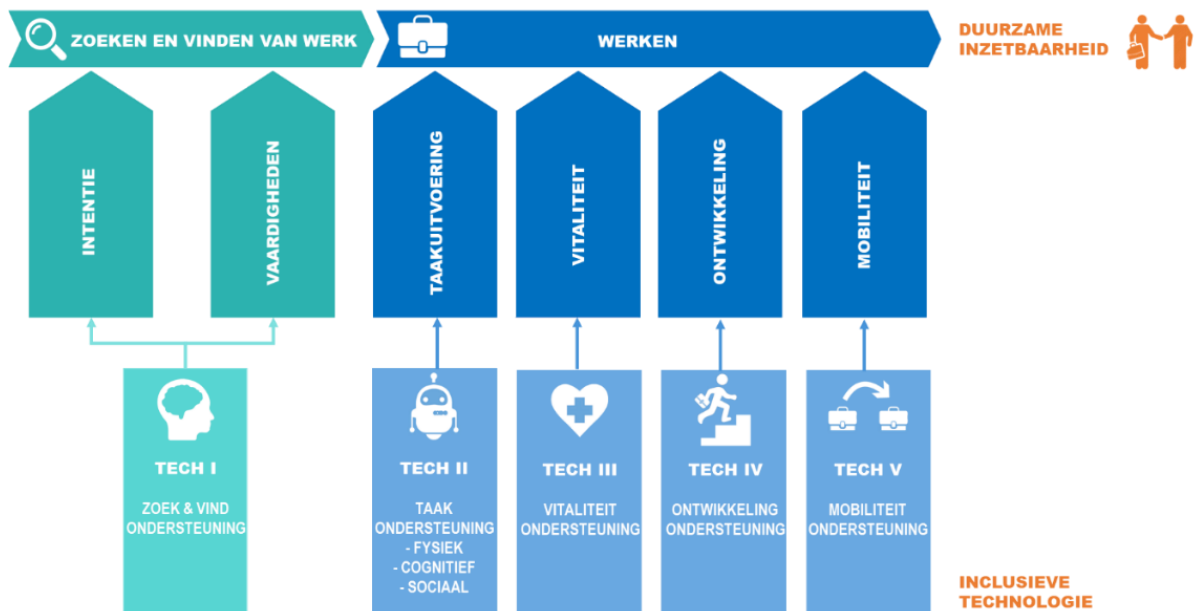 ZOEKEN EN VINDEN VAN WERK
WERKEN
DUURZAME
INZETBAARHEID
INTENTIE
VAARDIGHEDEN
TAAKUITVOERING
VITALITEIT
ONTWIKKELING
MOBILITEIT
TECH I
ZOEK & VIND
ONDERSTEUNING
TECH II
TAAK
ONDERSTEUNING
- FYSIEK
- COGNITIEF
- SOCIAAL
TECH III
VITALITEIT
ONDERSTEUNING
TECH IV
ONTWIKKELING
ONDERSTEUNING
TECH V
MOBILITEIT
ONDERSTEUNING
INCLUSIEVE
TECHNOLOGIE